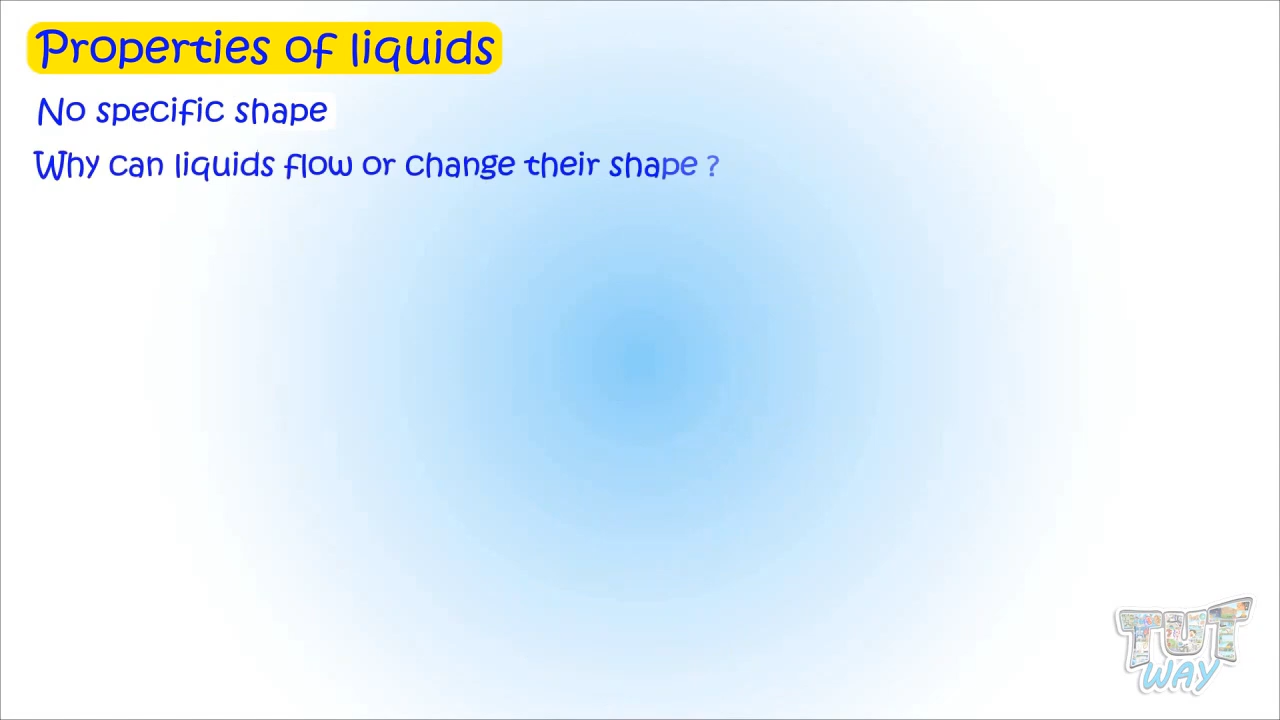 Properties of liquids
No specific shape
Why can liquids flow or change their shape ?
TUT
WAY